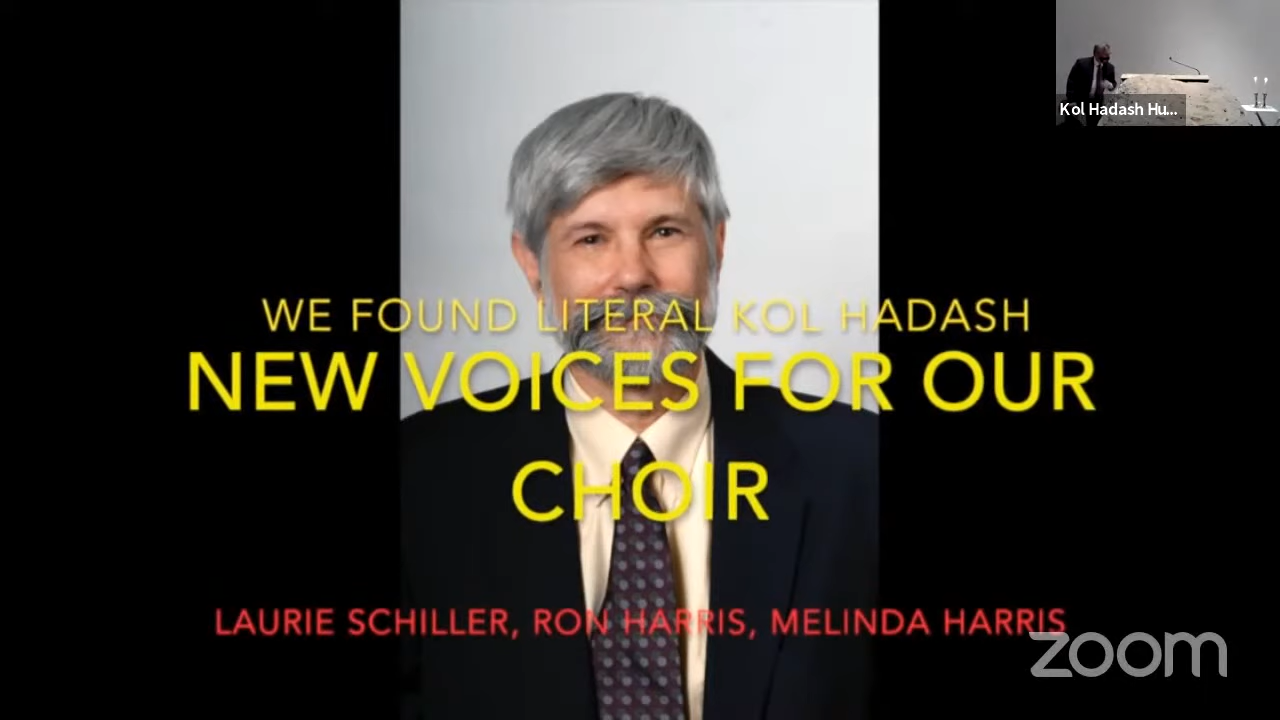 Kol Hadash Hu...
WE FOUND LITERAL KOL HADASH
NEW VOICES FOR OUR
CHOIR
LAURIE SCHILLER, RON HARRIS, MELINDA HARRIS
zoom